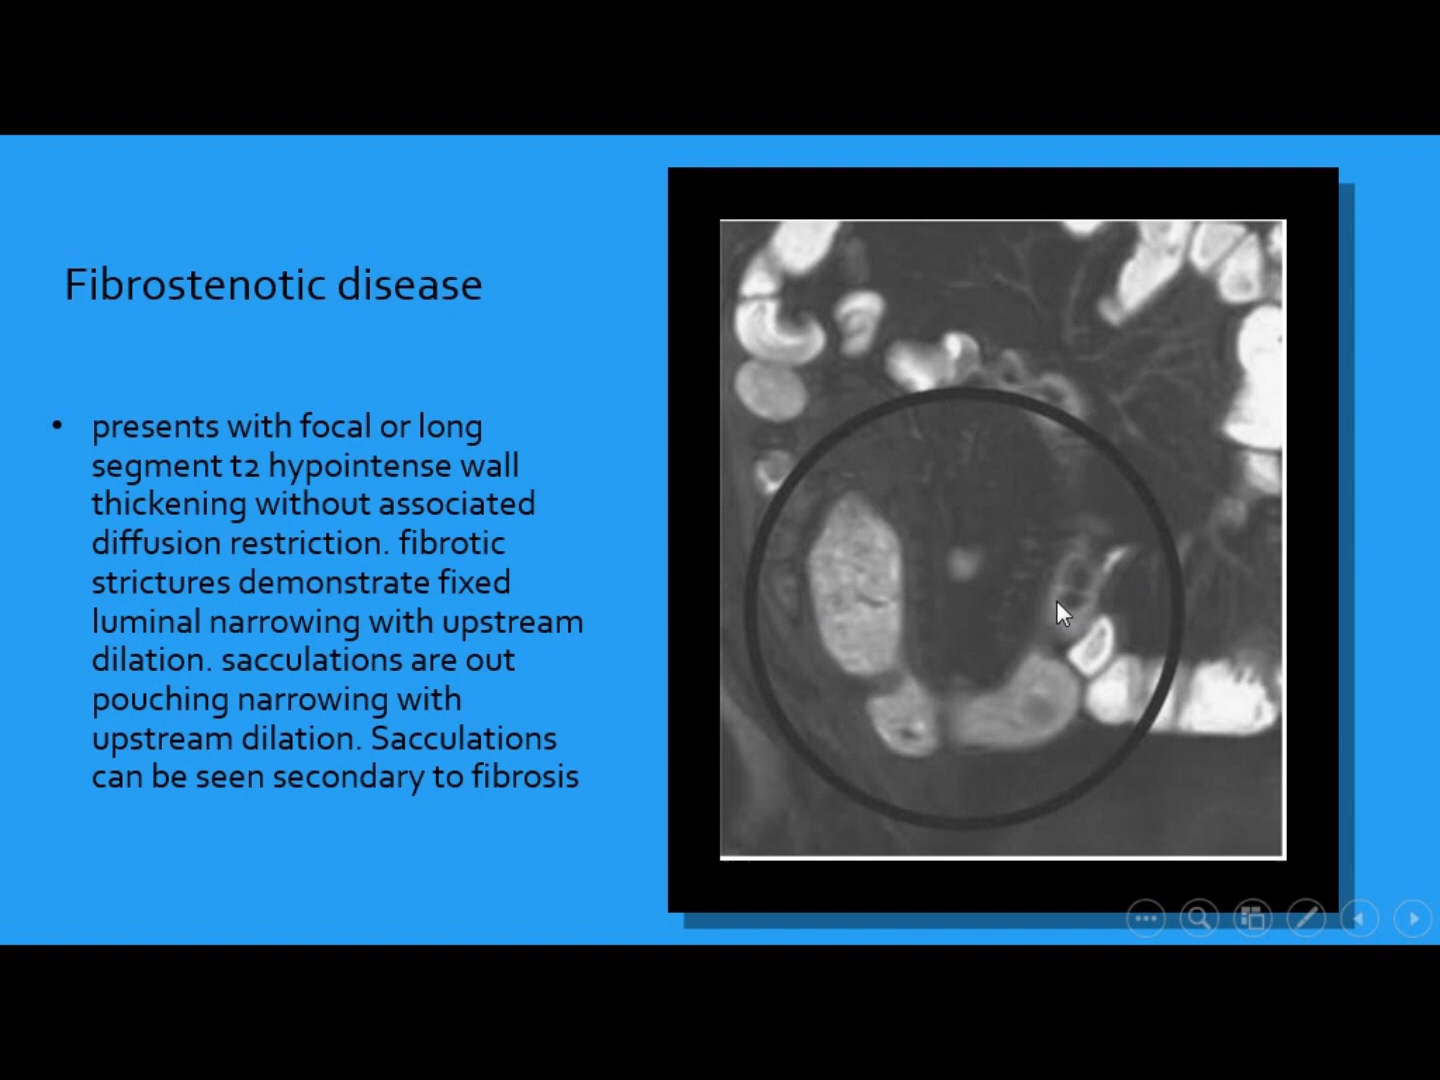 Fibrostenotic disease
• presents with focal or long
segment t2 hypointense wall
thickening without associated
diffusion restriction. fibrotic
strictures demonstrate fixed
luminal narrowing with upstream
dilation. sacculations are out
pouching narrowing with
upstream dilation. Sacculations
can be seen secondary to fibrosis